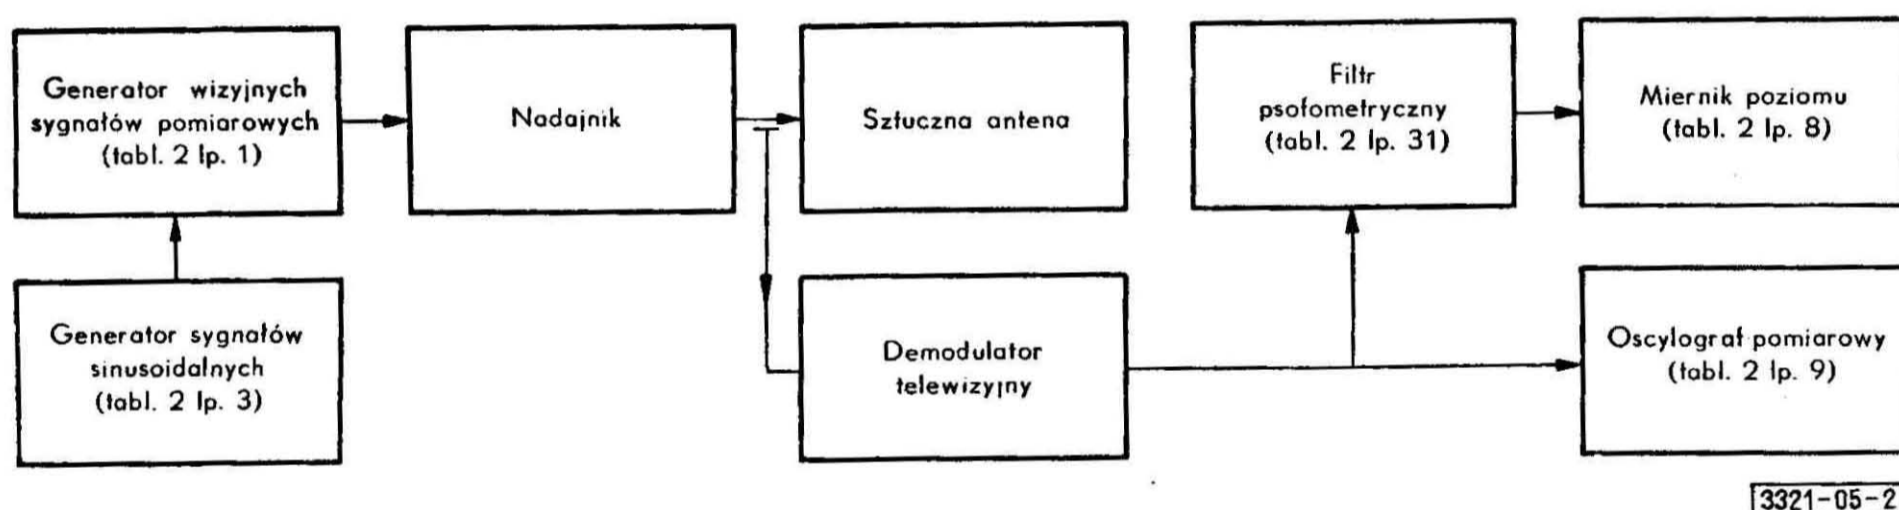 Generator wizyjnych
sygnałów pomiarowych
(tabl. 2 lp. 1)
Nadajnik
Sztuczna antena
Filtr
psofometryczny
(tabl. 2 lp. 31)
Miernik poziomu
(tabl. 2 lp. 8)
Generator sygnałów
sinusoidalnych
(tabl. 2 lp. 3)
Demodulator
telewizyjny
Oscylograf pomiarowy
(tabl. 2 lp. 9)
3321-05-2